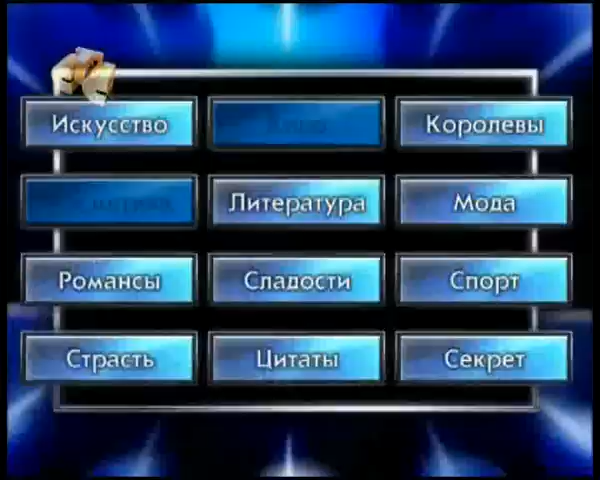 Искусство
Королевы
Литература
Мода
Романсы
Сладости
Спорт
Страсть
Цитаты
Секрет